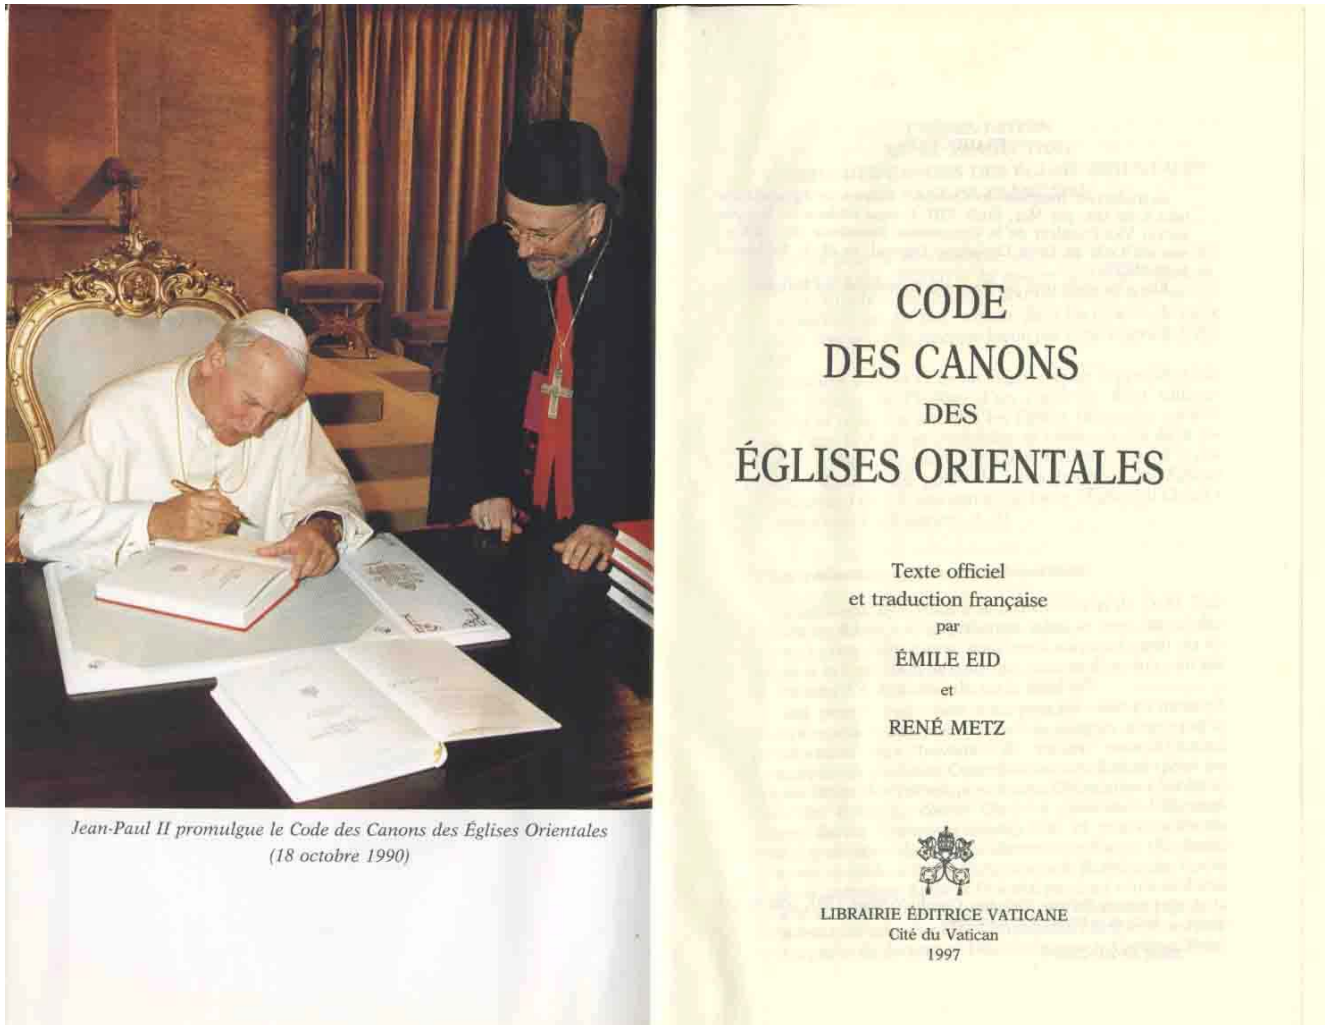 Jean-Paul II promulgue le Code des Canons des Églises Orientales
(18 octobre 1990)
CODE
DES CANONS
DES
ÉGLISES ORIENTALES
Texte officiel
et traduction française
par
ÉMILE EID
et
RENÉ METZ
LIBRAIRIE ÉDITRICE VATICANE
Cité du Vatican
1997